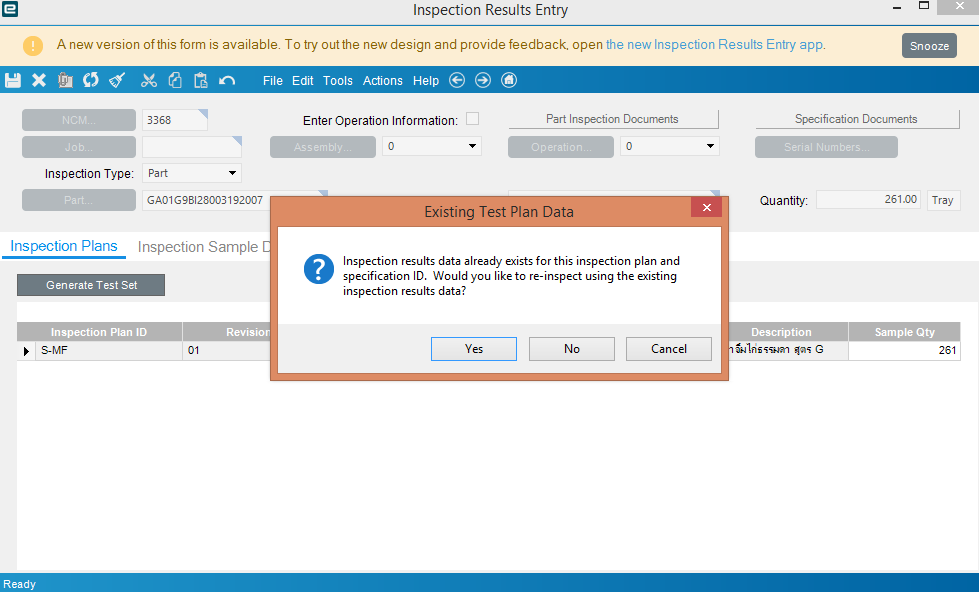 Inspection Results Entry
A new version of this form is available. To try out the new design and provide feedback, open the new Inspection Results Entry app.
Snooze
File Edit Tools Actions Help
NCM... 3368 Enter Operation Information: Part Inspection Documents Specification Documents
Job... Assembly... 0 Operation... 0 Serial Numbers...
Inspection Type: Part
Part... GA01G9BI28003192007 Quantity: 261.00 Tray
Existing Test Plan Data
Inspection Plans Inspection Sample D
Inspection results data already exists for this inspection plan and
specification ID. Would you like to re-inspect using the existing
inspection results data?
Generate Test Set
Yes No Cancel
Inspection Plan ID Revision Description Sample Qty
S-MF 01 าจิ้มไก่ธรรมดา สูตร G 261
Ready